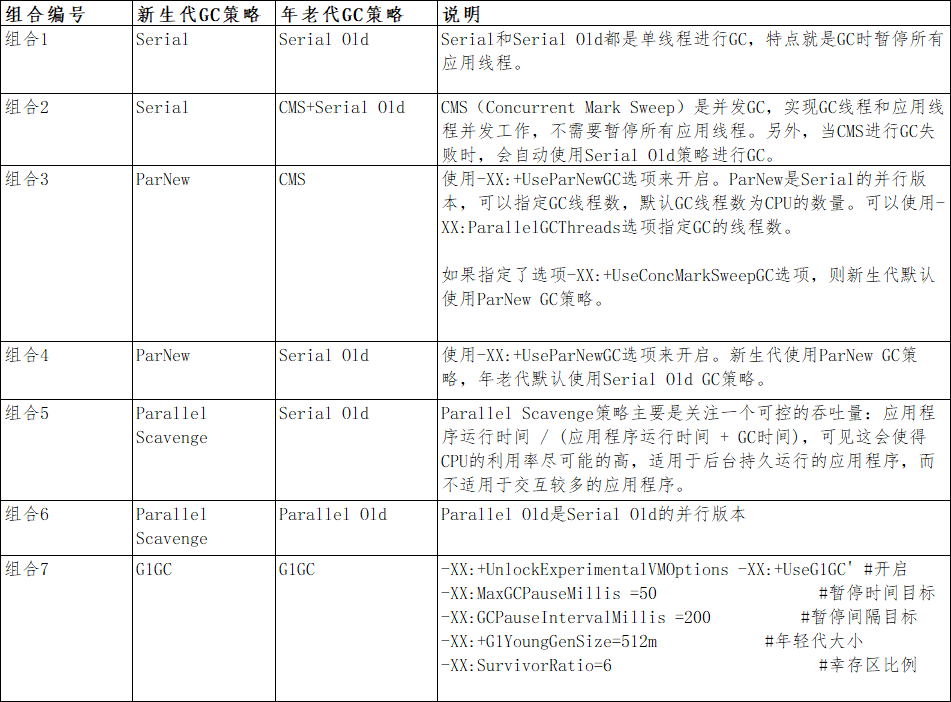 组合编号 新生代GC策略 年老代GC策略 说明
组合1 Serial Serial Old Serial和Serial Old都是单线程进行GC，特点就是GC时暂停所有
应用线程。
组合2 Serial CMS+Serial Old CMS（Concurrent Mark Sweep）是并发GC，实现GC线程和应用线
程并发工作，不需要暂停所有应用线程。另外，当CMS进行GC失
败时，会自动使用Serial Old策略进行GC。
组合3 ParNew CMS 使用-XX:+UseParNewGC选项来开启。ParNew是Serial的并行版
本，可以指定GC线程数，默认GC线程数为CPU的数量。可以使用-
XX:ParallelGCThreads选项指定GC的线程数。
如果指定了选项-XX:+UseConcMarkSweepGC选项，则新生代默认
使用ParNew GC策略。
组合4 ParNew Serial Old 使用-XX:+UseParNewGC选项来开启。新生代使用ParNew GC策
略，年老代默认使用Serial Old GC策略。
组合5 Parallel Serial Old Parallel Scavenge策略主要是关注一个可控的吞吐量：应用程
Scavenge 序运行时间 / (应用程序运行时间 + GC时间)，可见这会使得
CPU的利用率尽可能的高，适用于后台持久运行的应用程序，而
不适用于交互较多的应用程序。
组合6 Parallel Parallel Old Parallel Old是Serial Old的并行版本
Scavenge
组合7 G1GC G1GC -XX:+UnlockExperimentalVMOptions -XX:+UseG1GC' #开启
-XX:MaxGCPauseMillis =50 #暂停时间目标
-XX:GCPauseIntervalMillis =200 #暂停间隔目标
-XX:+G1YoungGenSize=512m #年轻代大小
-XX:SurvivorRatio=6 #幸存区比例